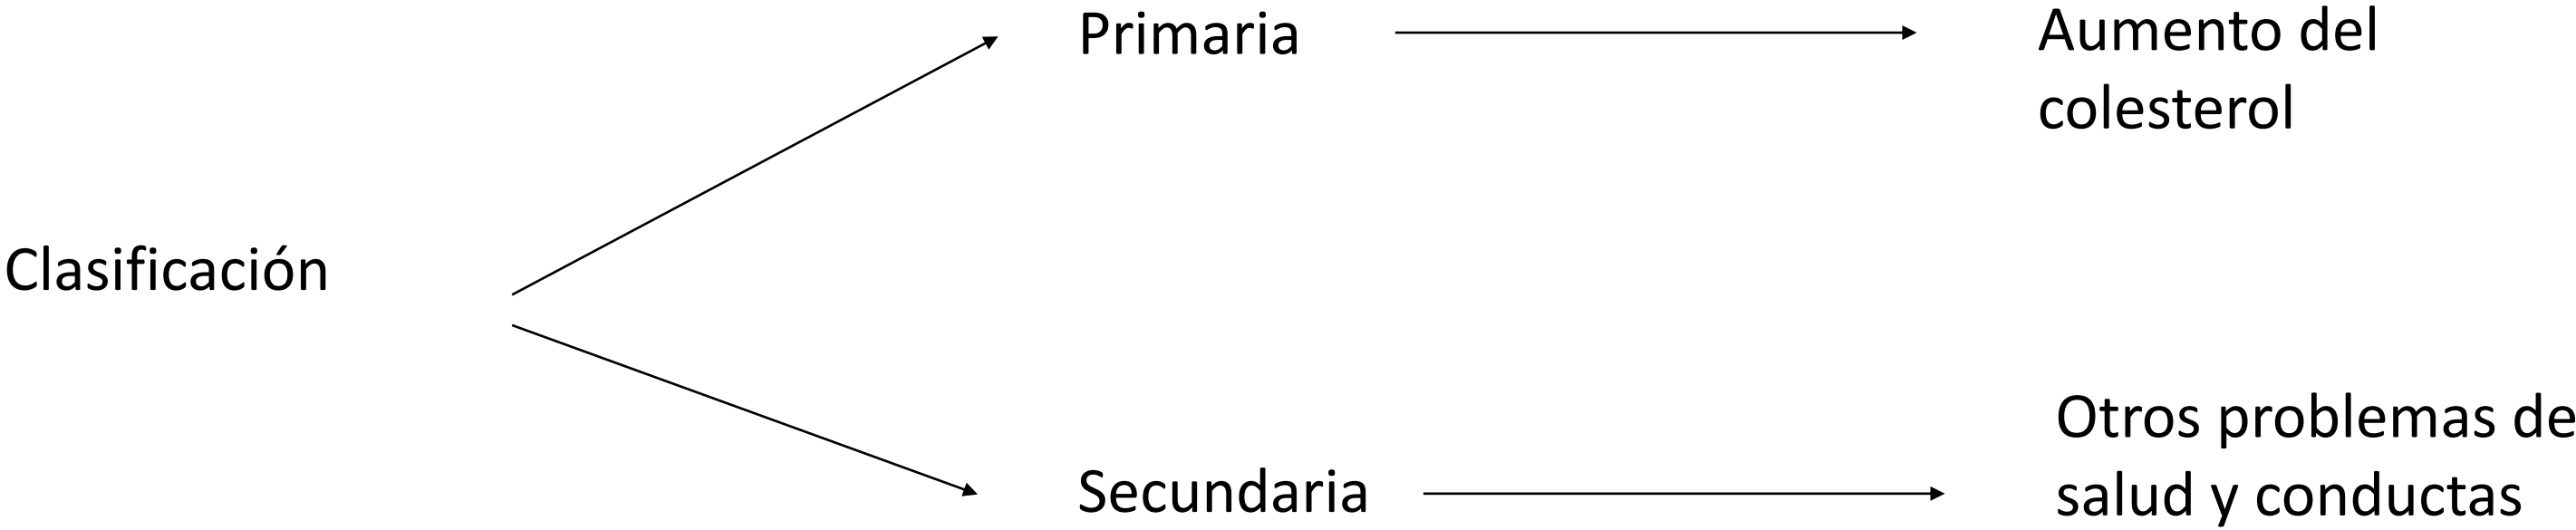 Primaria
Aumento del
colesterol
Clasificación
Secundaria
Otros problemas de
salud y conductas